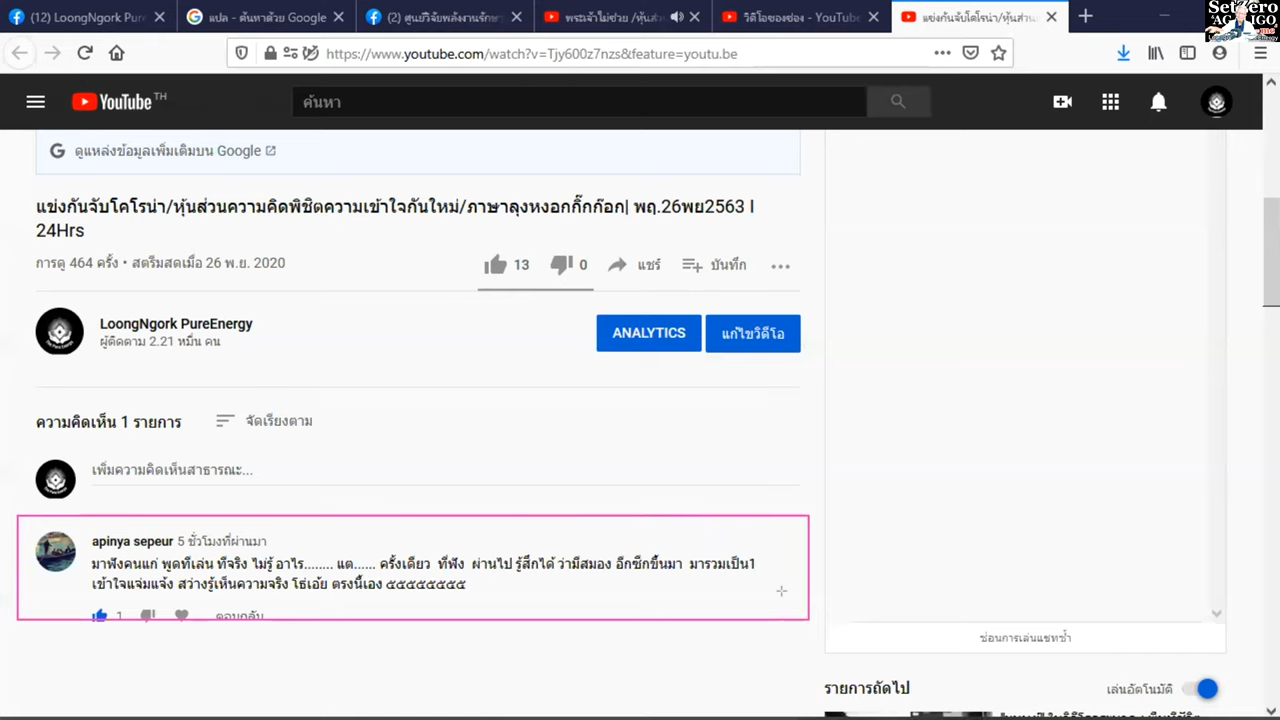 (12) LoongNgork Pur
แปล - ค้นหาด้วย Google
(2) ศูนย์วิจัยพลังงานรักษา
พระเจ้าไม่ช่วย /หุ้นส่ว
วิดีโอของช่อง - YouTube
แข่งกันจับโคโรน่า/หุ้นส่วน
SetZero
AG IGO
https://www.youtube.com/watch?v=Tjy600z7nzs&feature=youtu.be
YouTube TH
ค้นหา
ดูแหล่งข้อมูลเพิ่มเติมบน Google
แข่งกันจับโคโรน่า/หุ้นส่วนความคิดพิชิตความเข้าใจกันใหม่/ภาษาลุงหงอกกิ๊กก๊อก| พฤ.26พย2563 l
24Hrs
การดู 464 ครั้ง • สตรีมสดเมื่อ 26 พ.ย. 2020
13
0
แชร์
บันทึก
LoongNgork PureEnergy
ผู้ติดตาม 2.21 หมื่น คน
ANALYTICS
แก้ไขวิดีโอ
ความคิดเห็น 1 รายการ
จัดเรียงตาม
เพิ่มความคิดเห็นสาธารณะ...
apinya sepeur 5 ชั่วโมงที่ผ่านมา
มาฟังคนแก่ พูดทีเล่น ทีจริง ไม่รู้ อาไร........ แต...... ครั้งเดียว ที่ฟัง ผ่านไป รู้สึกได้ ว่ามีสมอง อีกซีกขึ้นมา มารวมเป็น1
เข้าใจแจ่มแจ้ง สว่างรู้เห็นความจริง โธ่เอ้ย ตรงนี้เอง ๕๕๕๕๕๕๕๕
1
ตอบกลับ
ซ่อนการเล่นแชทซ้ำ
รายการถัดไป
เล่นอัตโนมัติ